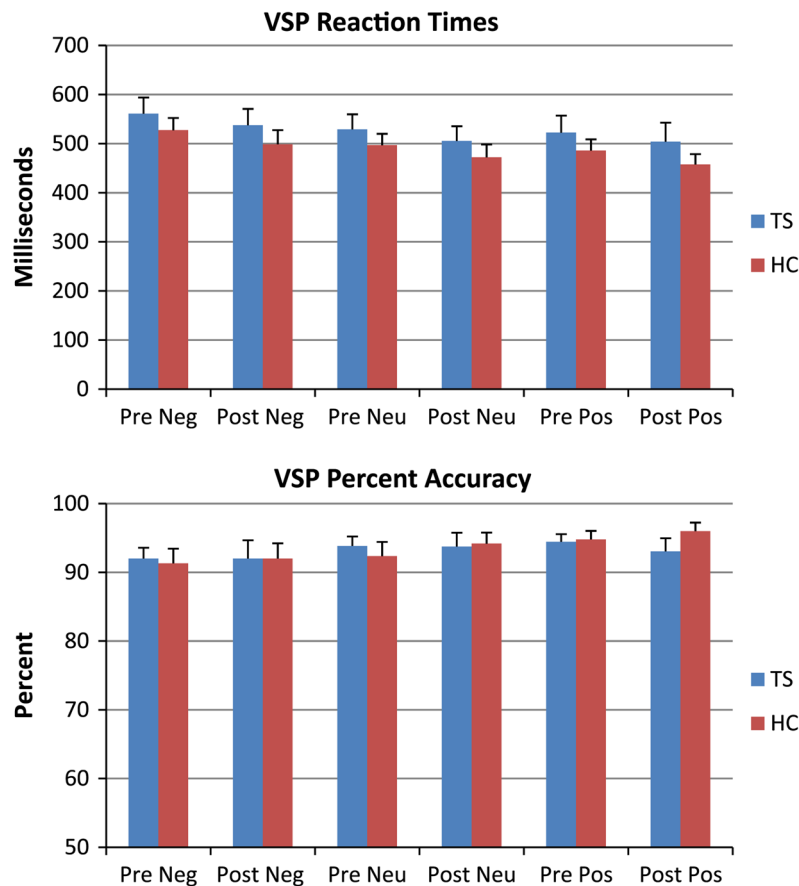 VSP Reaction Times
700
600
500
400
300
200
100
0
Milliseconds
Pre Neg Post Neg Pre Neu Post Neu Pre Pos Post Pos
TS
HC
VSP Percent Accuracy
100
90
80
70
60
50
Percent
Pre Neg Post Neg Pre Neu Post Neu Pre Pos Post Pos
TS
HC